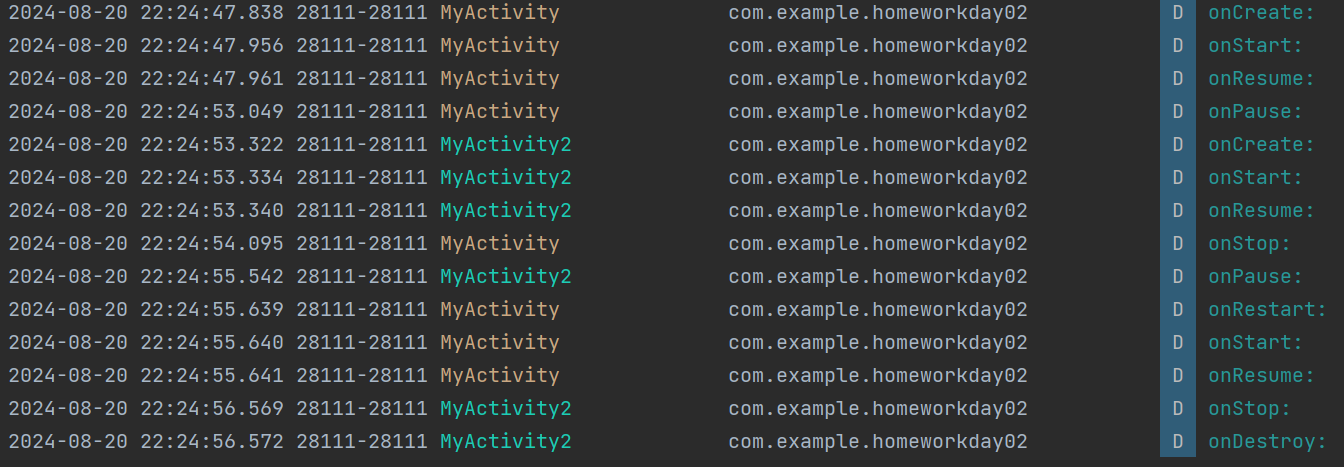 2024-08-20 22:24:47.838 28111-28111 MyActivity com.example.homeworkday02 D onCreate:
2024-08-20 22:24:47.956 28111-28111 MyActivity com.example.homeworkday02 D onStart:
2024-08-20 22:24:47.961 28111-28111 MyActivity com.example.homeworkday02 D onResume:
2024-08-20 22:24:53.049 28111-28111 MyActivity com.example.homeworkday02 D onPause:
2024-08-20 22:24:53.322 28111-28111 MyActivity2 com.example.homeworkday02 D onCreate:
2024-08-20 22:24:53.334 28111-28111 MyActivity2 com.example.homeworkday02 D onStart:
2024-08-20 22:24:53.340 28111-28111 MyActivity2 com.example.homeworkday02 D onResume:
2024-08-20 22:24:54.095 28111-28111 MyActivity com.example.homeworkday02 D onStop:
2024-08-20 22:24:55.542 28111-28111 MyActivity2 com.example.homeworkday02 D onPause:
2024-08-20 22:24:55.639 28111-28111 MyActivity com.example.homeworkday02 D onRestart:
2024-08-20 22:24:55.640 28111-28111 MyActivity com.example.homeworkday02 D onStart:
2024-08-20 22:24:55.641 28111-28111 MyActivity com.example.homeworkday02 D onResume:
2024-08-20 22:24:56.569 28111-28111 MyActivity2 com.example.homeworkday02 D onStop:
2024-08-20 22:24:56.572 28111-28111 MyActivity2 com.example.homeworkday02 D onDestroy: